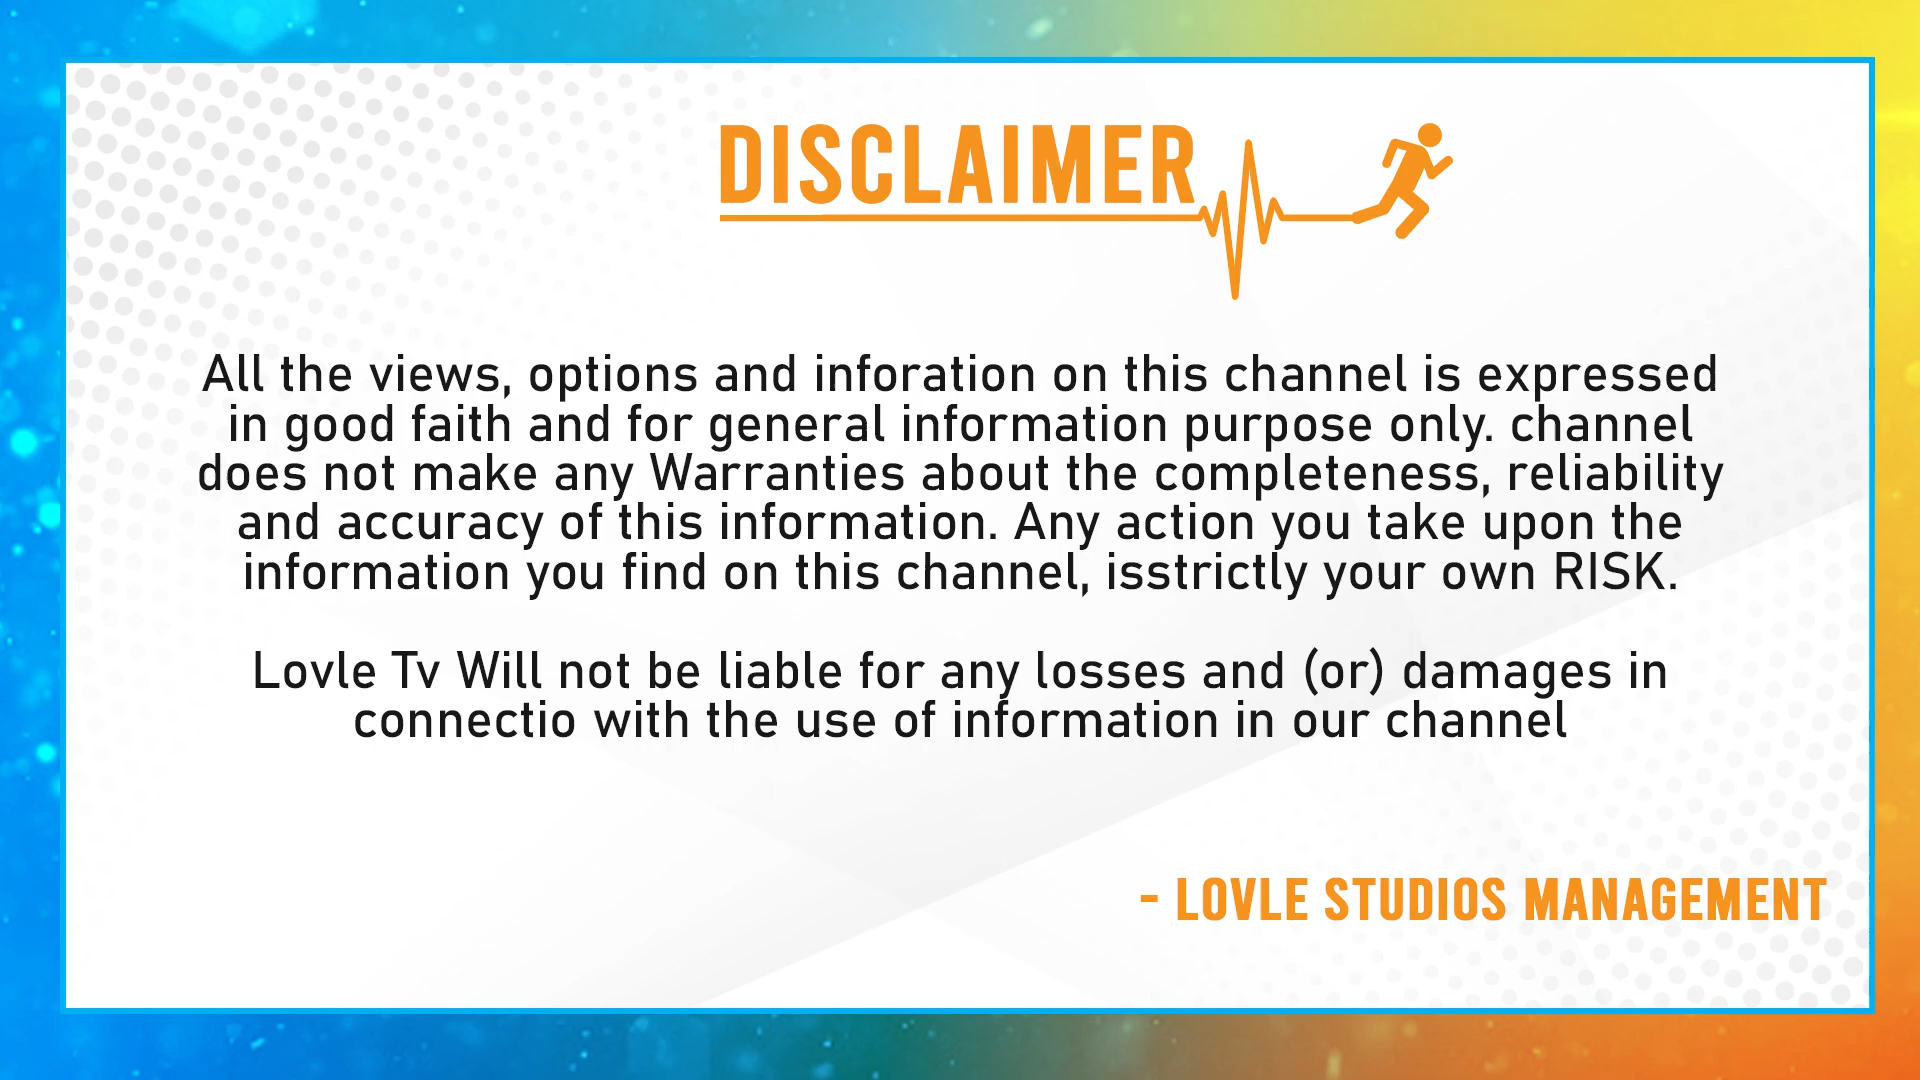 DISCLAIMER
All the views, options and inforation on this channel is expressed
in good faith and for general information purpose only. channel
does not make any Warranties about the completeness, reliability
and accuracy of this information. Any action you take upon the
information you find on this channel, isstrictly your own RISK.
Lovle Tv Will not be liable for any losses and (or) damages in
connectio with the use of information in our channel
- LOVLE STUDIOS MANAGEMENT